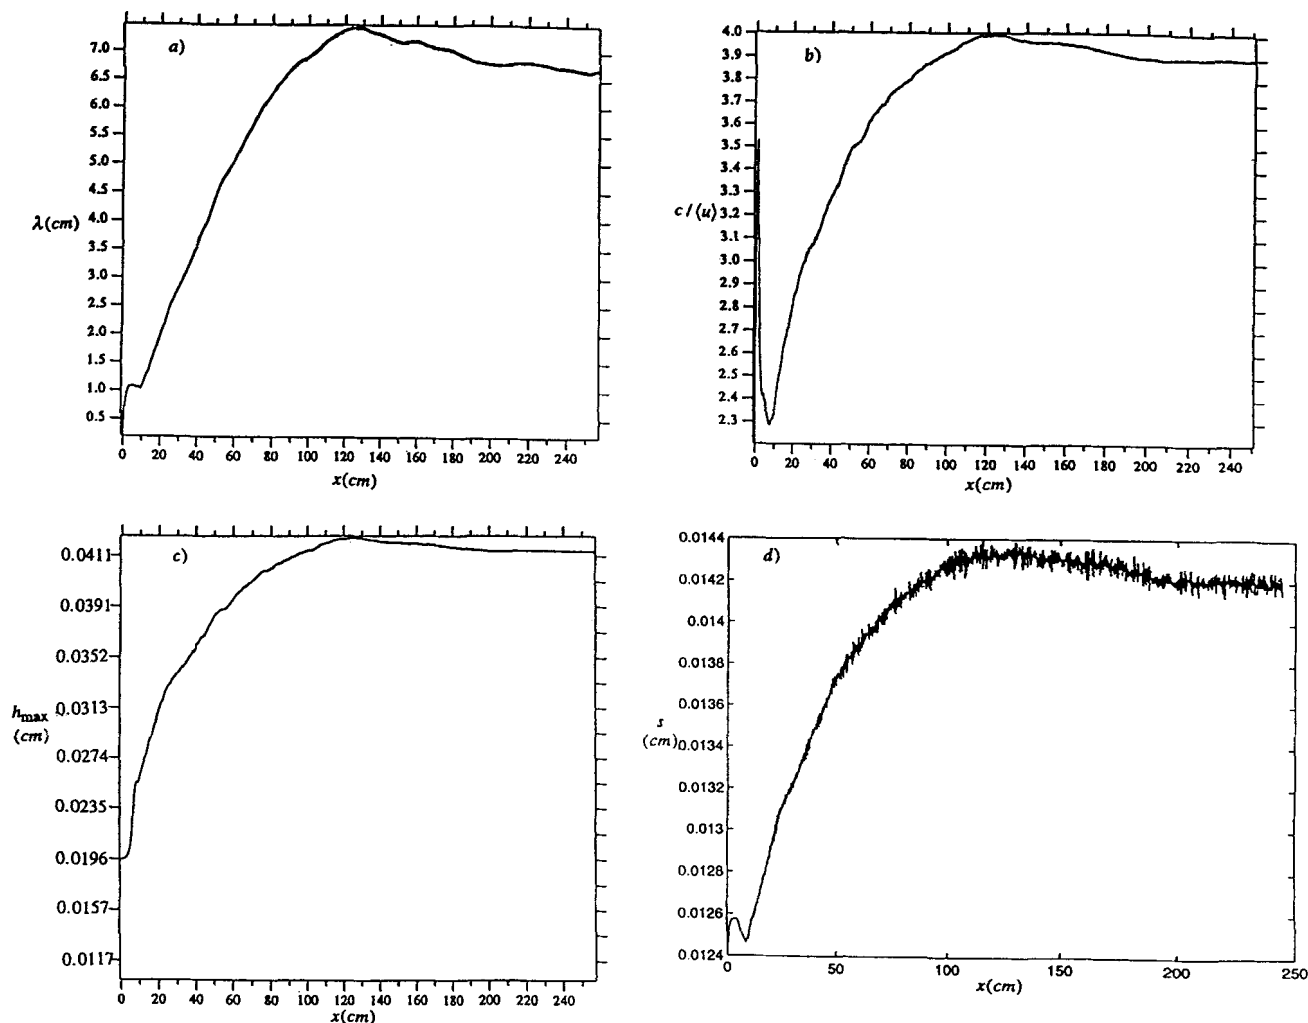 a)
7.0
6.5
6.0
5.5
5.0
4.5
λ(cm)
4.0
3.5
3.0
2.5
2.0
1.5
1.0
0.5
0 20 40 60 80 100 120 140 160 180 200 220 240
x(cm)
b)
4.0
3.9
3.8
3.7
3.6
3.5
3.4
3.3
c/⟨u⟩
3.2
3.1
3.0
2.9
2.8
2.7
2.6
2.5
2.4
2.3
0 20 40 60 80 100 120 140 160 180 200 220 240
x(cm)
c)
0.0411
0.0391
0.0352
h_max 0.0313
(cm)
0.0274
0.0235
0.0196
0.0157
0.0117
0 20 40 60 80 100 120 140 160 180 200 220 240
x(cm)
d)
0.0144
0.0142
0.014
0.0138
0.0136
s
(cm)
0.0134
0.0132
0.013
0.0128
0.0126
0.0124
0 50 100 150 200 250
x(cm)